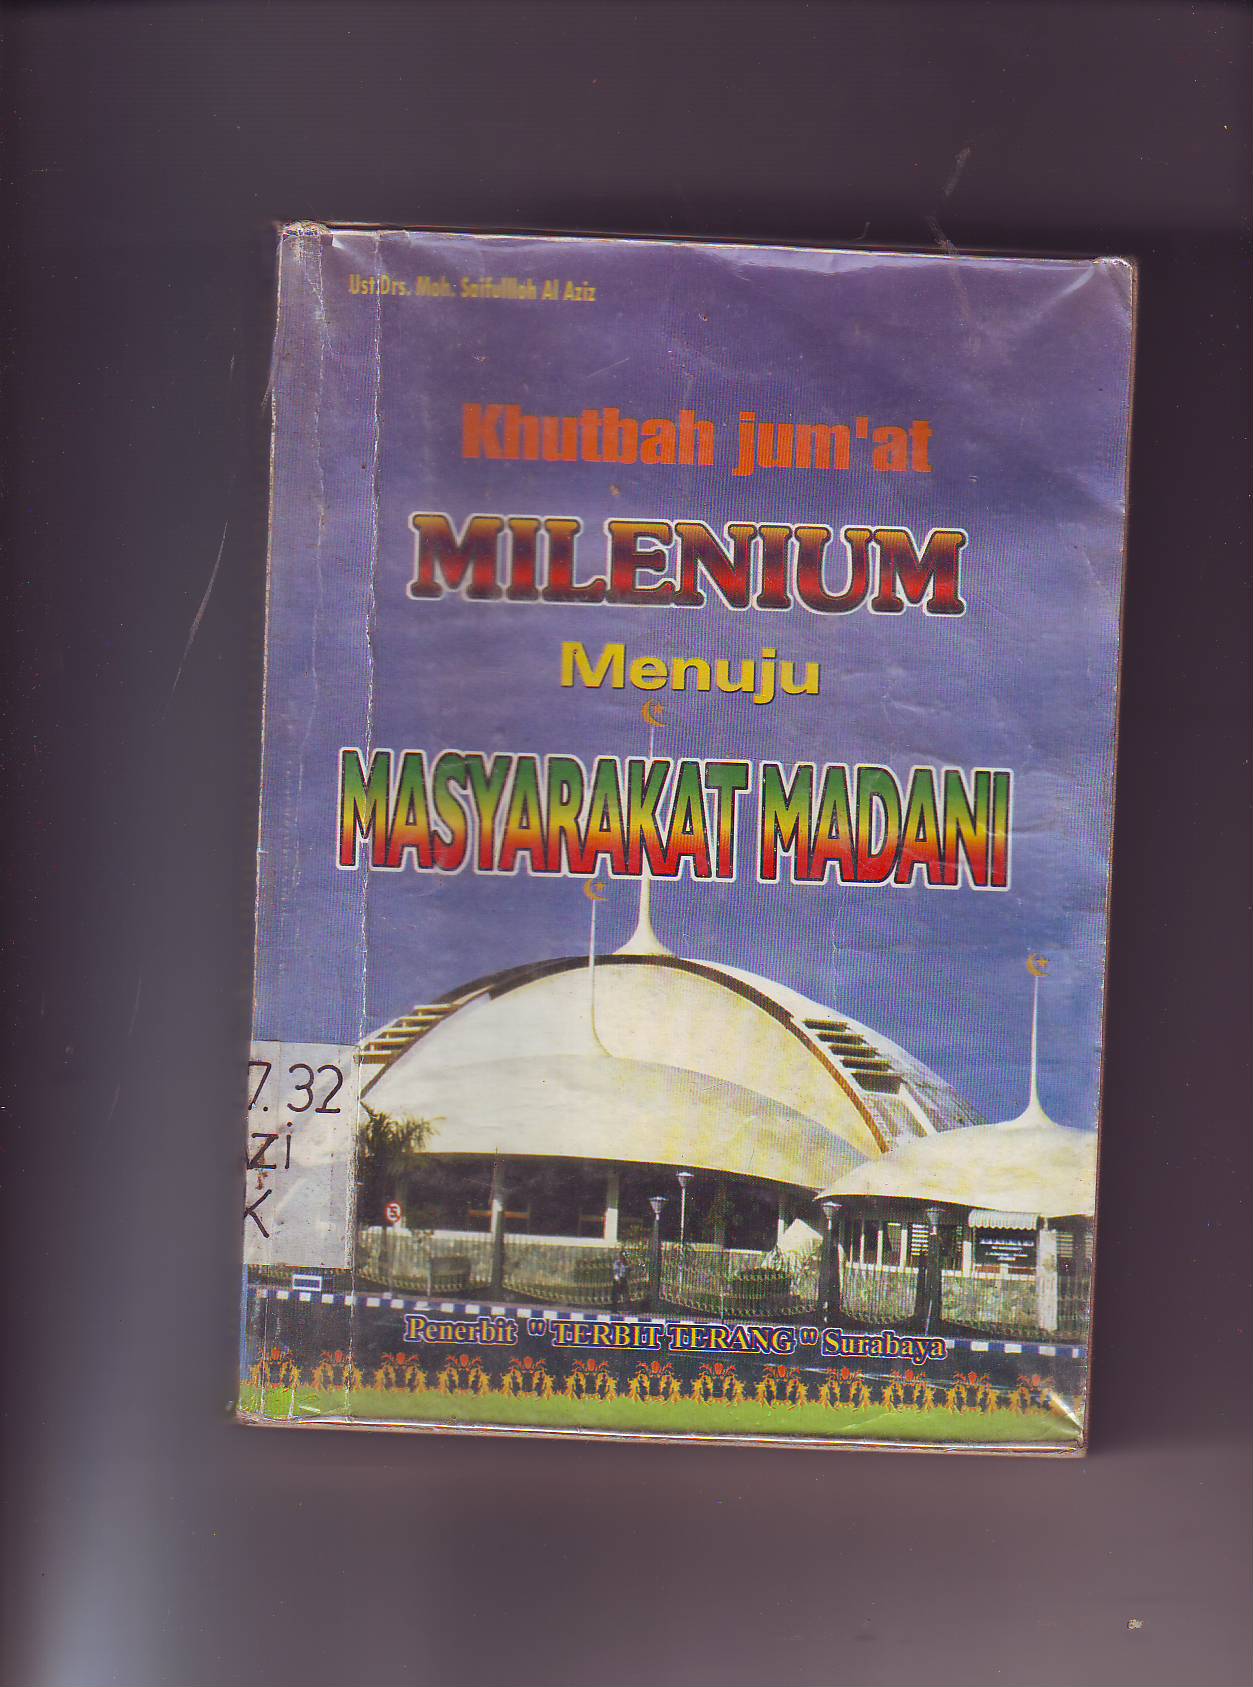 Ust.Drs. Moh. Saifulllah Al Aziz
Khutbah jum'at
MILENIUM
Menuju
MASYARAKAT MADANI
7.32
Zi
K
Penerbit " TERBIT TERANG " Surabaya